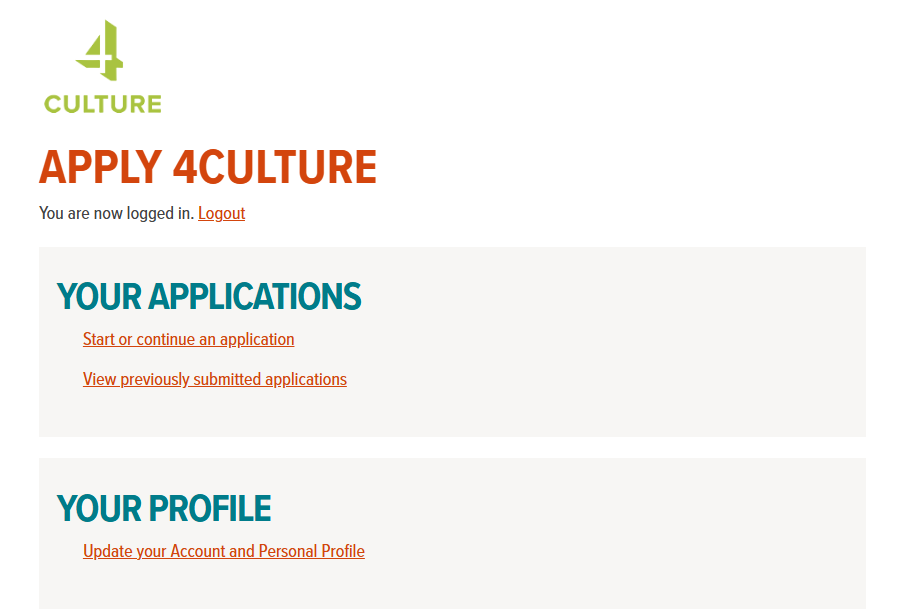 4
CULTURE
APPLY 4CULTURE
You are now logged in. Logout
YOUR APPLICATIONS
Start or continue an application
View previously submitted applications
YOUR PROFILE
Update your Account and Personal Profile